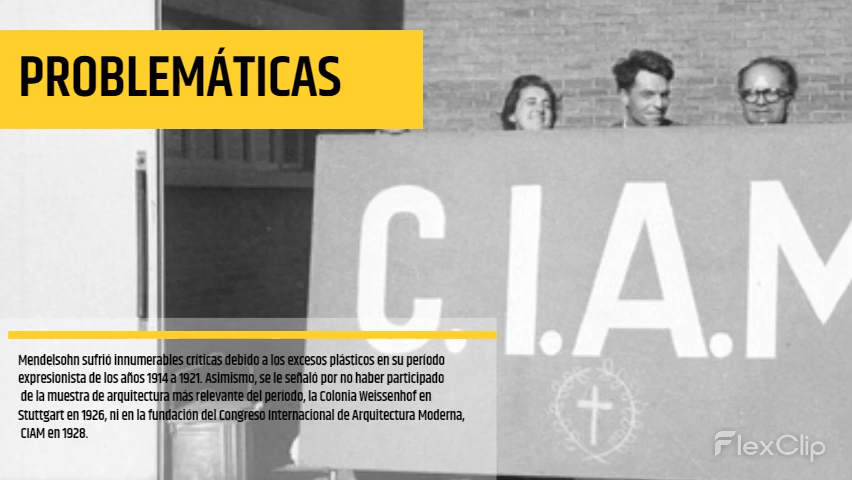 PROBLEMÁTICAS
C.I.A.M
Mendelsohn sufrió innumerables críticas debido a los excesos plásticos en su período
expresionista de los años 1914 a 1921. Asimismo, se le señaló por no haber participado
de la muestra de arquitectura más relevante del período, la Colonia Weissenhof en
Stuttgart en 1926, ni en la fundación del Congreso Internacional de Arquitectura Moderna,
CIAM en 1928.
FlexClip